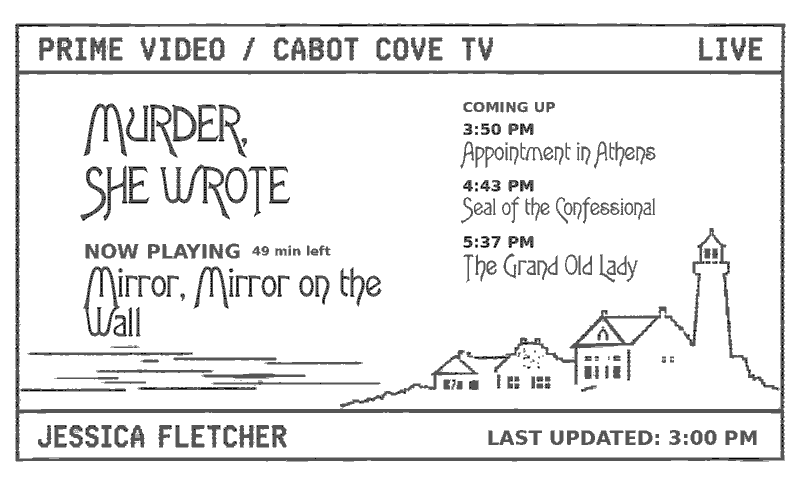 PRIME VIDEO / CABOT COVE TV
LIVE
MURDER,
SHE WROTE
NOW PLAYING 49 min left
Mirror, Mirror on the
Wall
COMING UP
3:50 PM
Appointment in Athens
4:43 PM
Seal of the Confessional
5:37 PM
The Grand Old Lady
JESSICA FLETCHER
LAST UPDATED: 3:00 PM